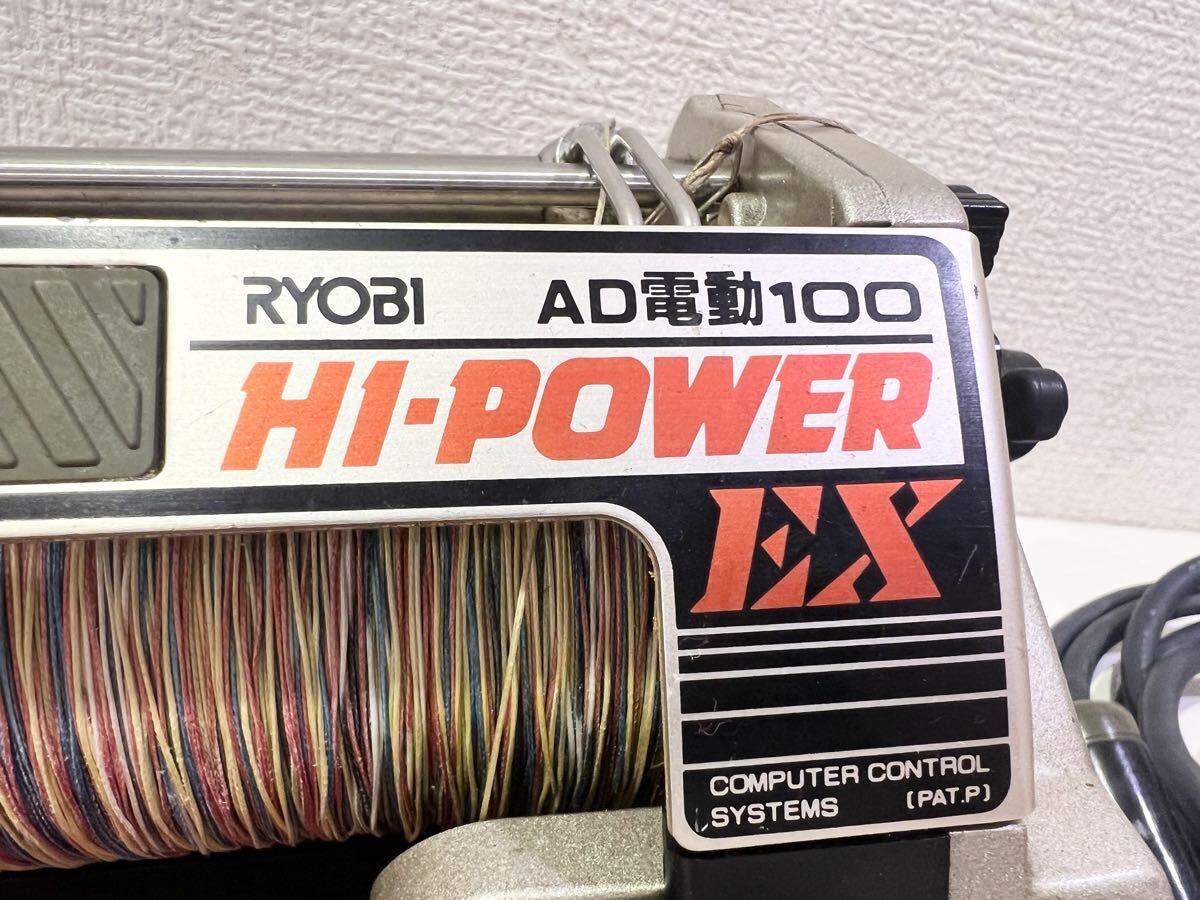 RYOBI AD電動100
HI-POWER
EX
COMPUTER CONTROL
SYSTEMS (PAT.P)